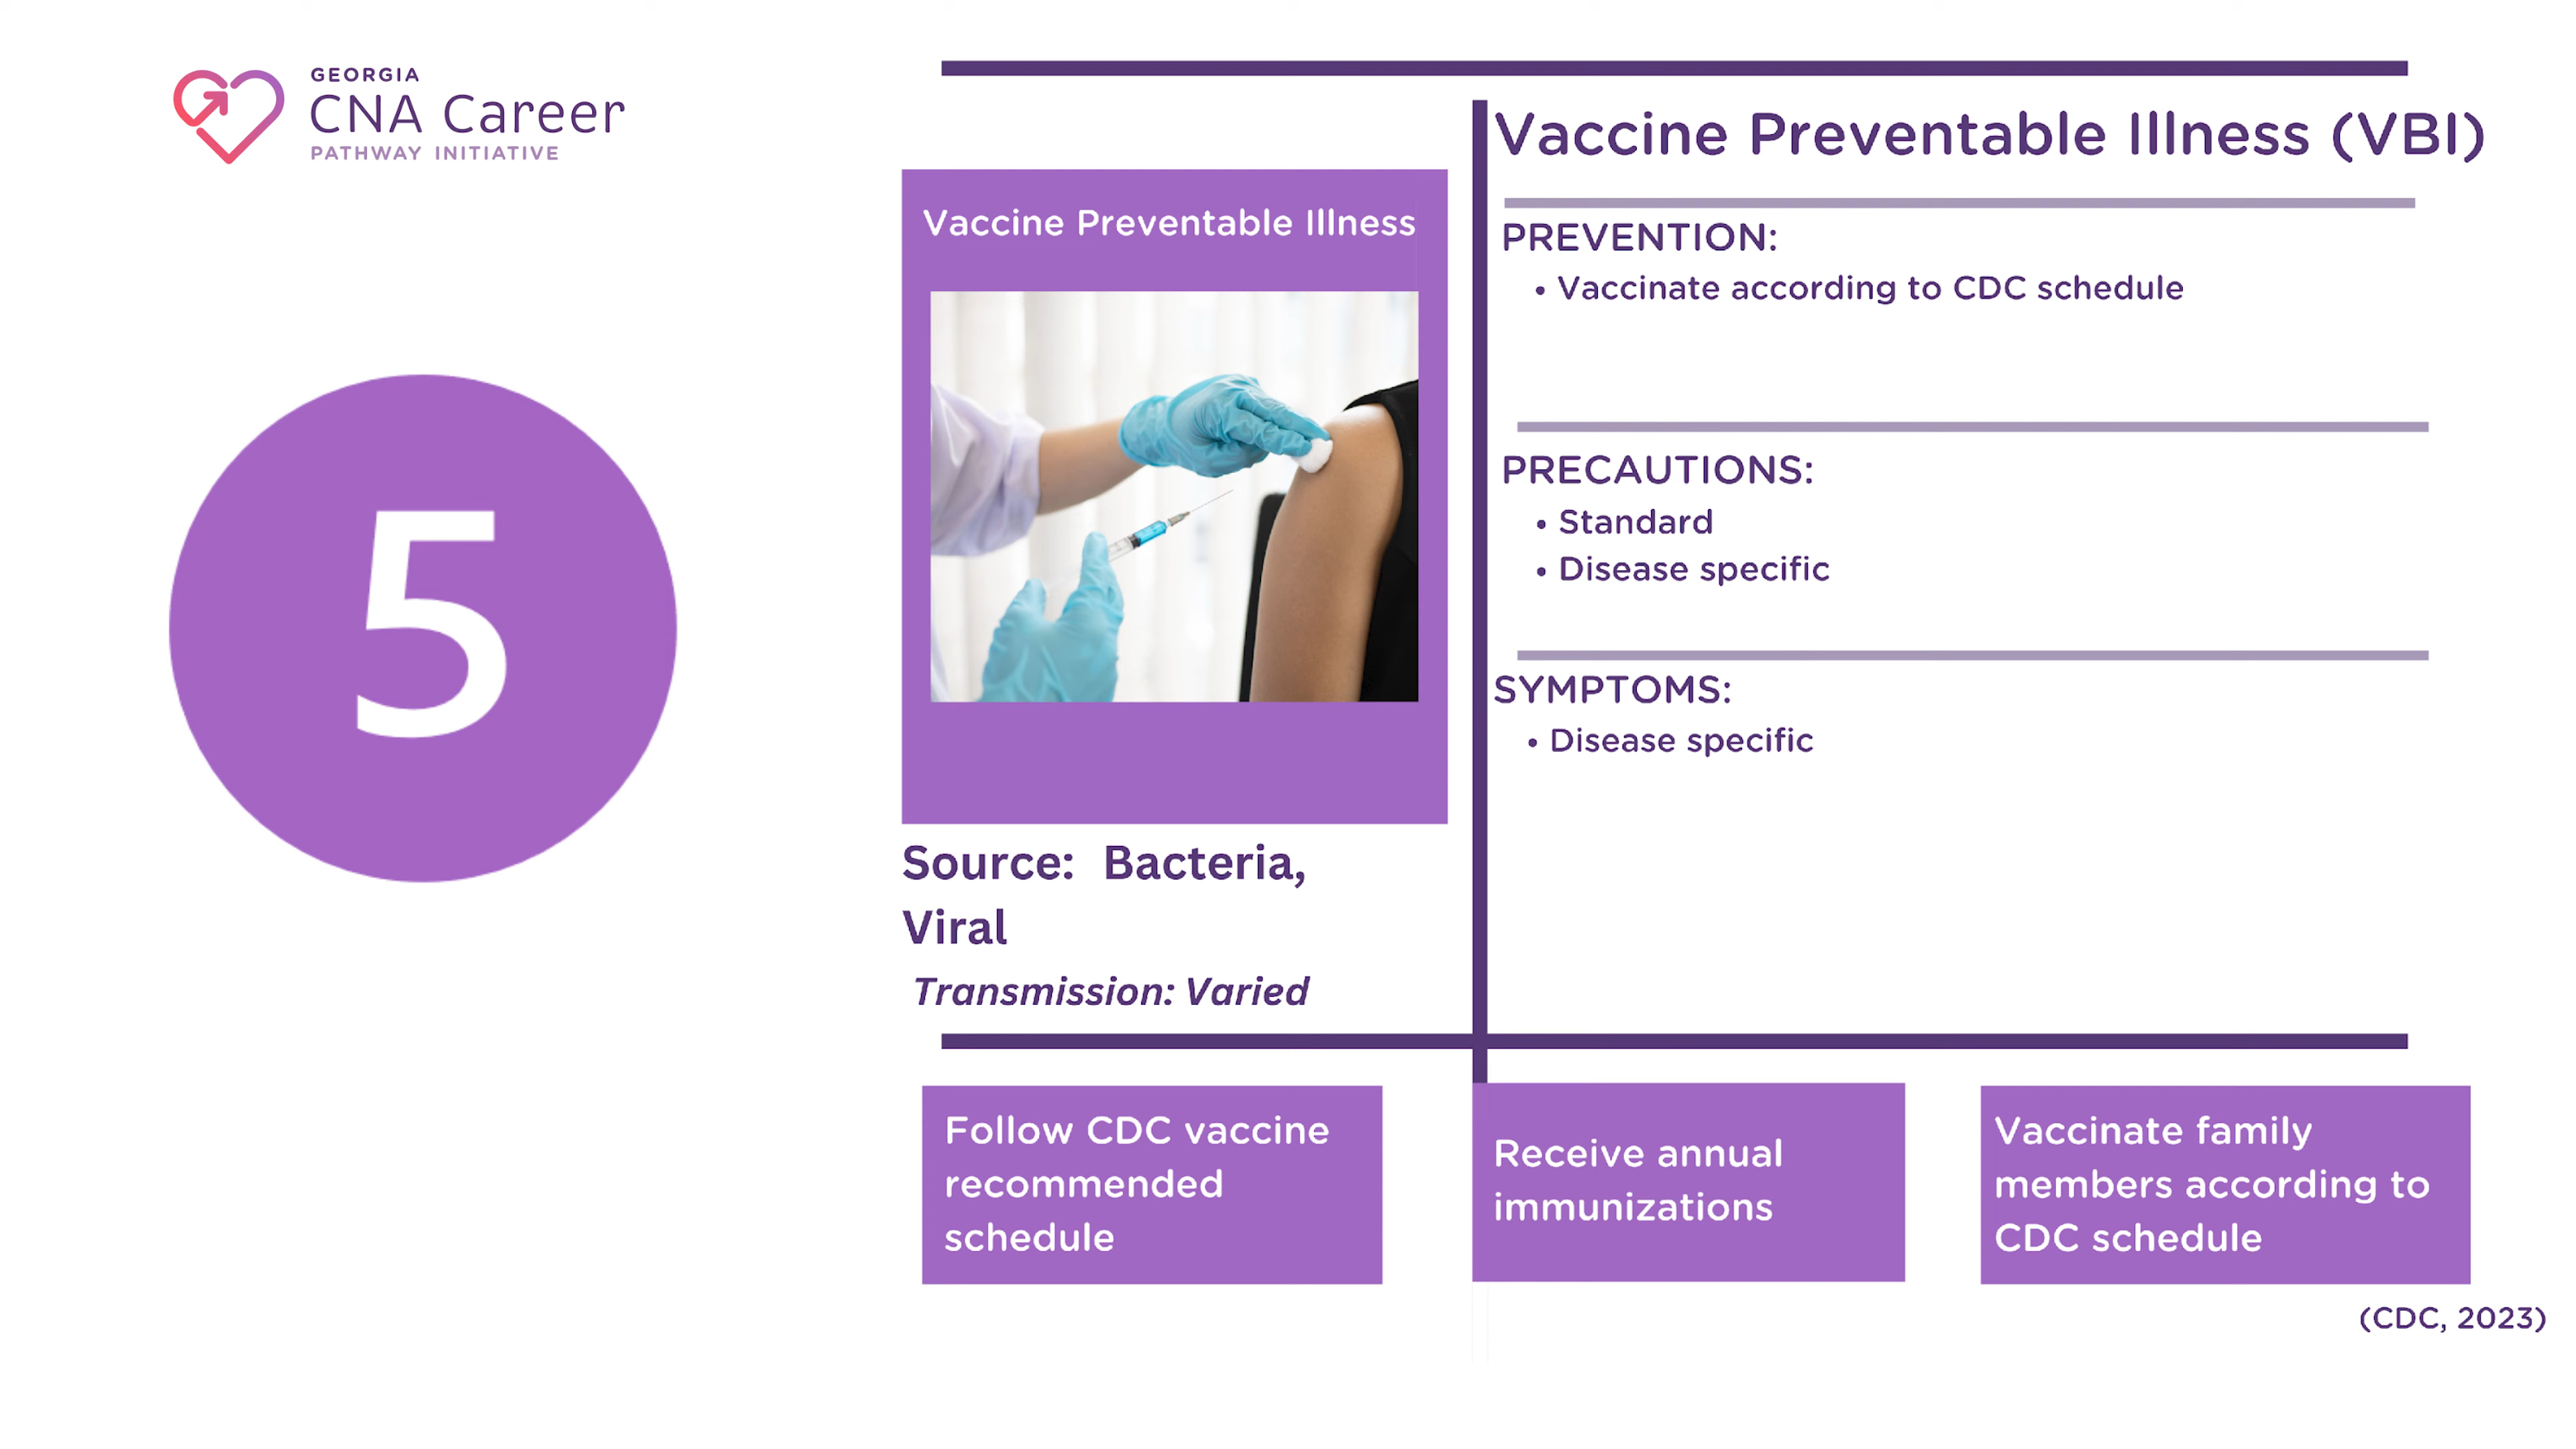 GEORGIA
CNA Career
PATHWAY INITIATIVE
5
Vaccine Preventable Illness
Source: Bacteria,
Viral
Transmission: Varied
Vaccine Preventable Illness (VBI)
PREVENTION:
• Vaccinate according to CDC schedule
PRECAUTIONS:
• Standard
• Disease specific
SYMPTOMS:
• Disease specific
Follow CDC vaccine
recommended
schedule
Receive annual
immunizations
Vaccinate family
members according to
CDC schedule
(CDC, 2023)